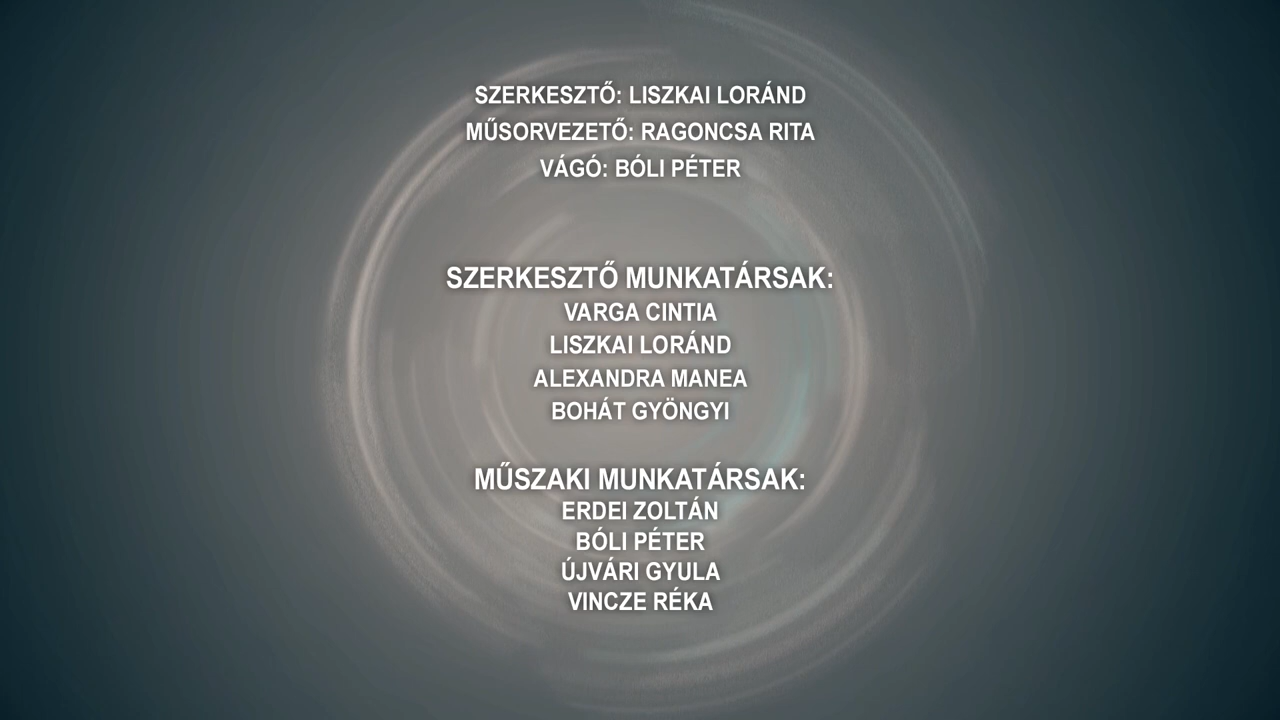 SZERKESZTŐ: LISZKAI LORÁND
MŰSORVEZETŐ: RAGONCSA RITA
VÁGÓ: BÓLI PÉTER
SZERKESZTŐ MUNKATÁRSAK:
VARGA CINTIA
LISZKAI LORÁND
ALEXANDRA MANEA
BOHÁT GYÖNGYI
MŰSZAKI MUNKATÁRSAK:
ERDEI ZOLTÁN
BÓLI PÉTER
ÚJVÁRI GYULA
VINCZE RÉKA